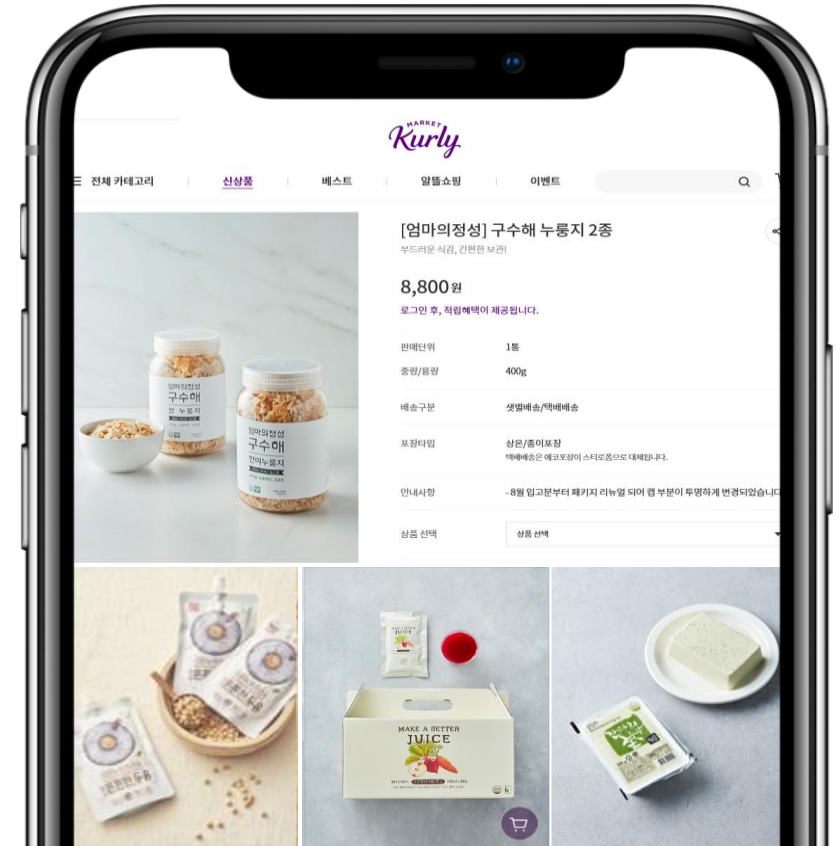 MARKET
Kurly
전체 카테고리
신상품
베스트
알뜰쇼핑
이벤트
[엄마의정성] 구수해 누룽지 2종
부드러운 식감, 간편한 보관!
8,800원
로그인 후, 적립혜택이 제공됩니다.
판매단위 1통
중량/용량 400g
배송구분 샛별배송/택배배송
포장타입 상온/종이포장
택배배송은 에코포장이 스티로폼으로 대체됩니다.
안내사항 - 8월 입고분부터 패키지 리뉴얼 되어 캡 부분이 투명하게 변경되었습니다
상품 선택 상품 선택
엄마의정성
구수해
쌀 누룽지
엄마의정성
구수해
현미누룽지
MAKE A BETTER
JUICE
MAKE A BETTER
JUICE